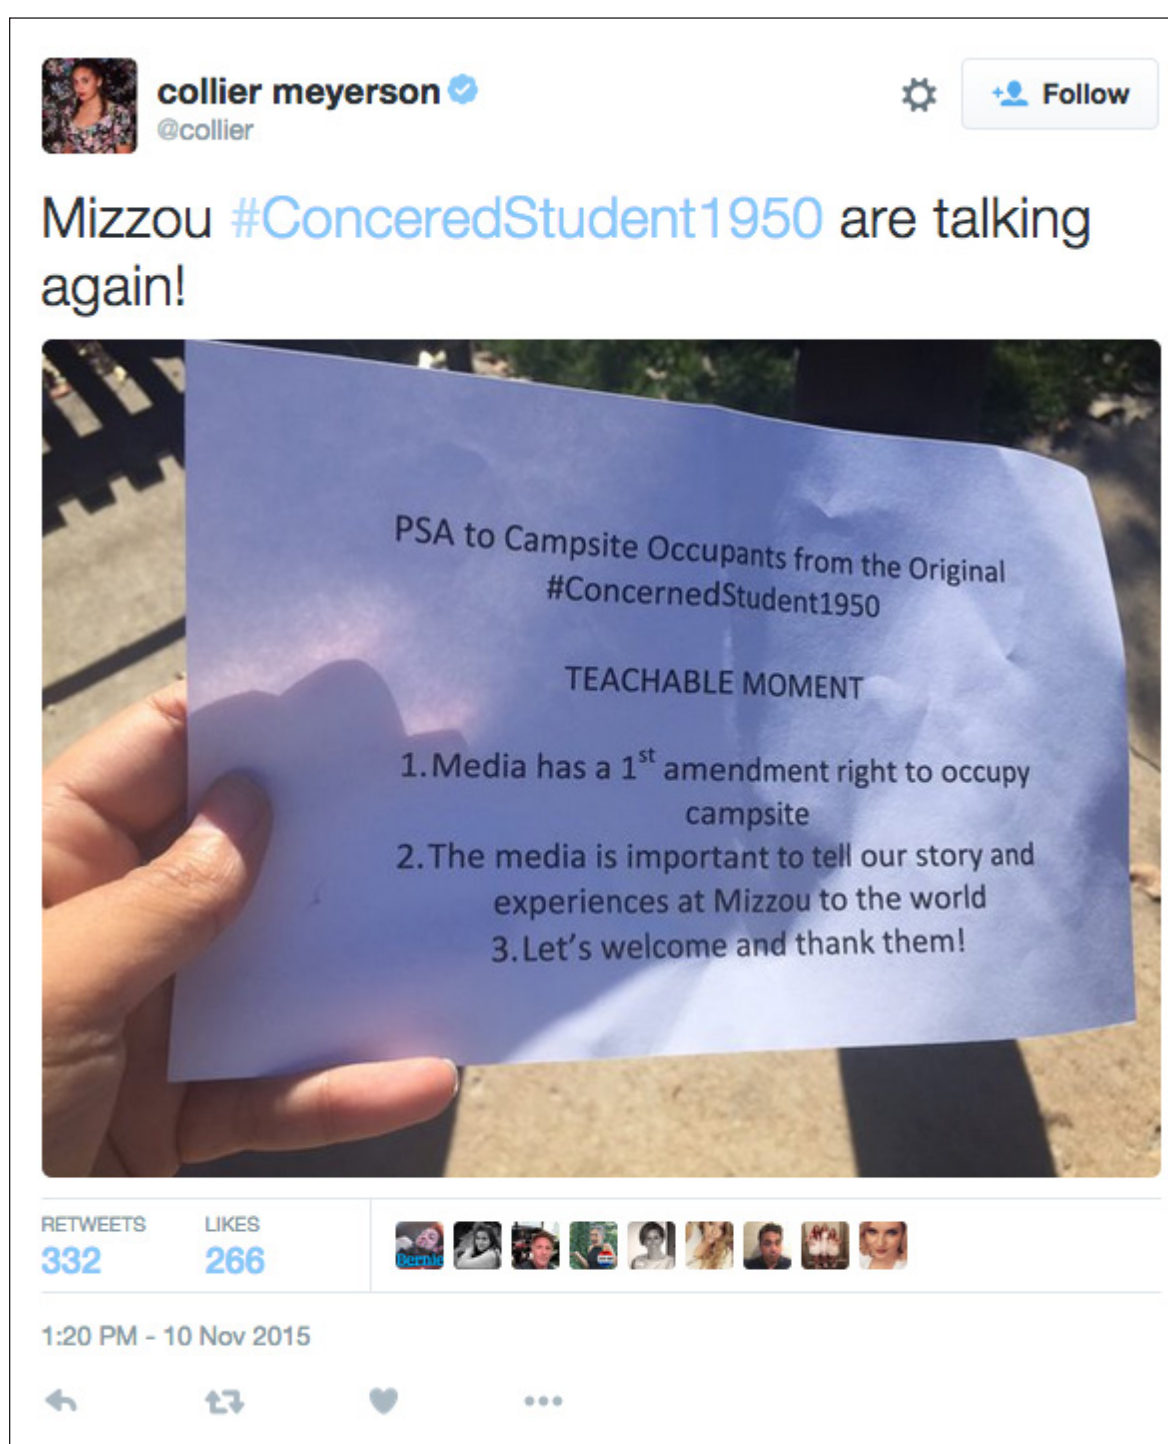 collier meyerson
@collier
Follow
Mizzou #ConceredStudent1950 are talking
again!
PSA to Campsite Occupants from the Original
#ConcernedStudent1950
TEACHABLE MOMENT
1. Media has a 1st amendment right to occupy
campsite
2. The media is important to tell our story and
experiences at Mizzou to the world
3. Let's welcome and thank them!
RETWEETS LIKES
332 266
Bernie
1:20 PM - 10 Nov 2015